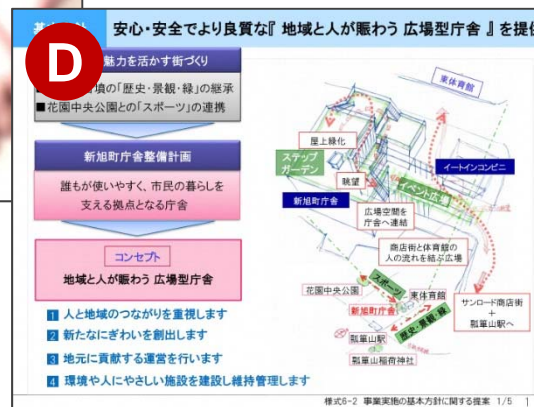 安心・安全でより良質な『 地域と人が賑わう 広場型庁舎 』を提供
D
魅力を活かす街づくり
墳の「歴史・景観・緑」の継承
■花園中央公園との「スポーツ」の連携
新旭町庁舎整備計画
誰もが使いやすく、市民の暮らしを
支える拠点となる庁舎
コンセプト
地域と人が賑わう 広場型庁舎
1 人と地域のつながりを重視します
2 新たなにぎわいを創出します
3 地元に貢献する運営を行います
4 環境や人にやさしい施設を建設し維持管理します
東体育館
屋上緑化
ステップ
ガーデン
眺望
イートインコンビニ
新旭町庁舎
イベント広場
広場空間を
庁舎へ連結
商店街と体育館の
人の流れを結ぶ広場
スポーツ
花園中央公園
東体育館
新旭町庁舎
歴史・景観・緑
瓢箪山駅
瓢箪山稲荷神社
サンロード商店街
+
瓢箪山駅へ
様式6-2 事業実施の基本方針に関する提案 1/5 1